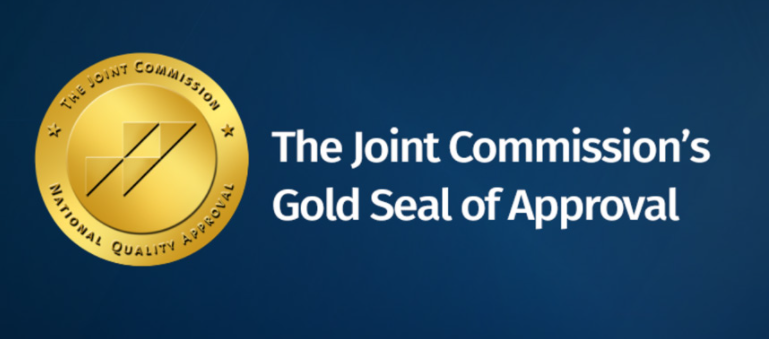 The Joint Commission
National Quality Approval
The Joint Commission's
Gold Seal of Approval